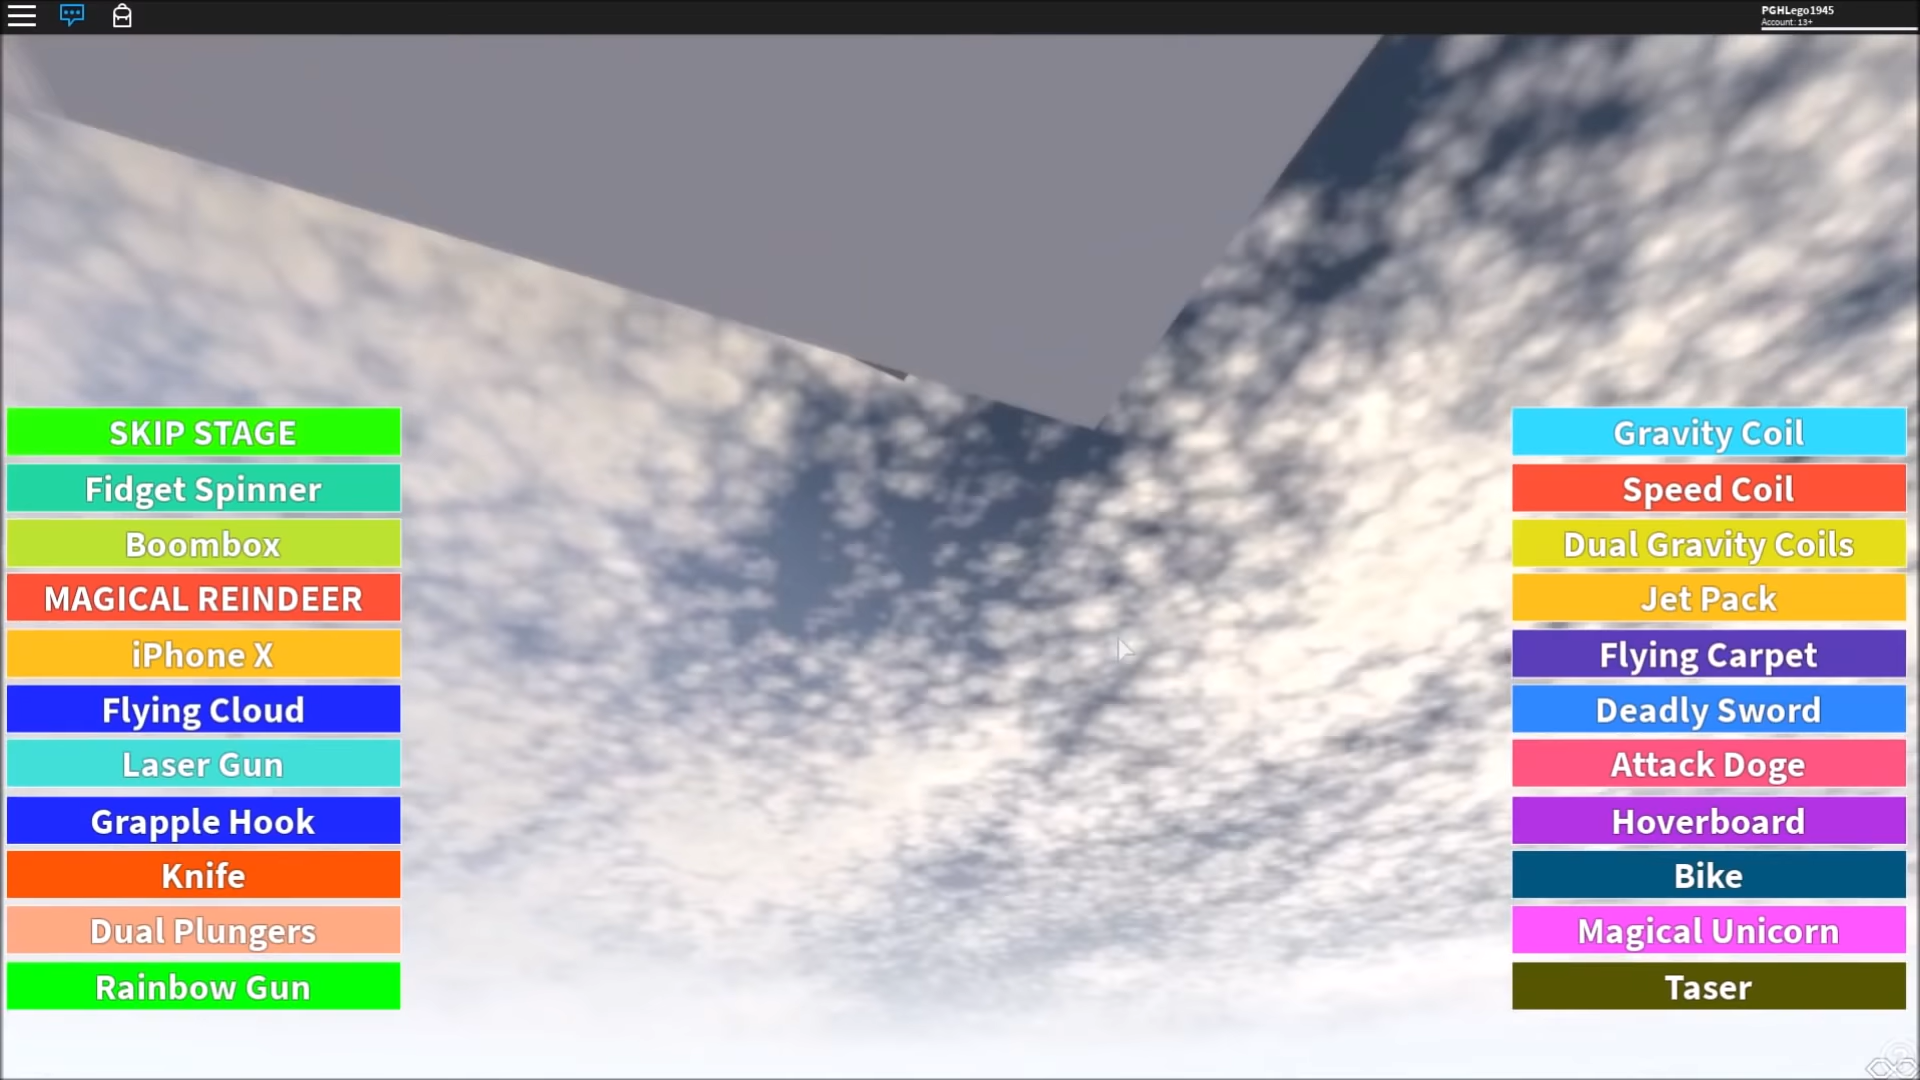 PGHLego1945
Account: 13+
SKIP STAGE
Fidget Spinner
Boombox
MAGICAL REINDEER
iPhone X
Flying Cloud
Laser Gun
Grapple Hook
Knife
Dual Plungers
Rainbow Gun
Gravity Coil
Speed Coil
Dual Gravity Coils
Jet Pack
Flying Carpet
Deadly Sword
Attack Doge
Hoverboard
Bike
Magical Unicorn
Taser